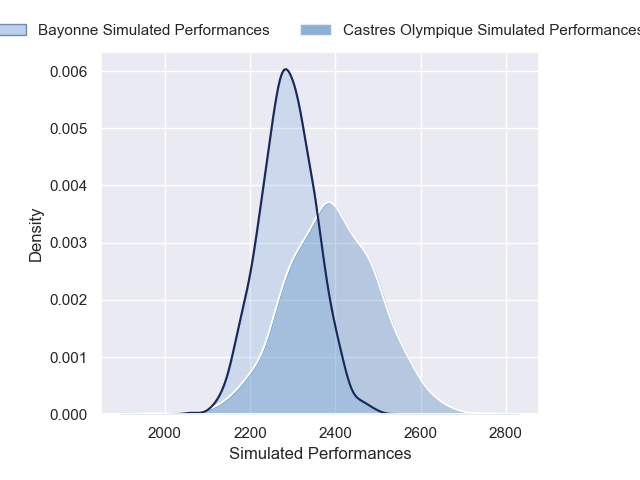 Bayonne Simulated Performances
Castres Olympique Simulated Performances
0.006
0.005
0.004
0.003
0.002
0.001
0.000
Density
2000 2200 2400 2600 2800
Simulated Performances